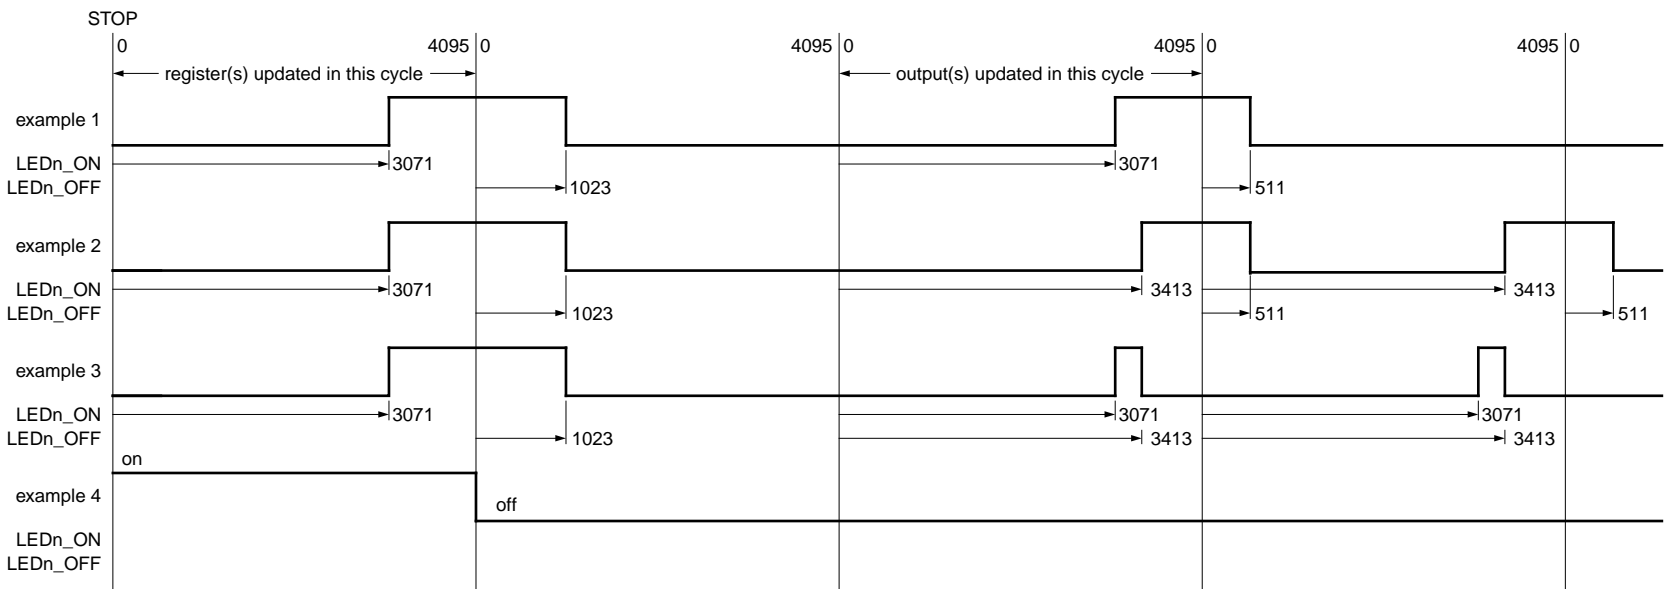 STOP
0 4095 0 4095 0 4095 0 4095 0
register(s) updated in this cycle output(s) updated in this cycle
example 1
LEDn_ON 3071 3071
LEDn_OFF 1023 511
example 2
LEDn_ON 3071 3413 3413
LEDn_OFF 1023 511 511
example 3
LEDn_ON 3071 3071 3071
LEDn_OFF 1023 3413 3413
on
example 4 off
LEDn_ON
LEDn_OFF